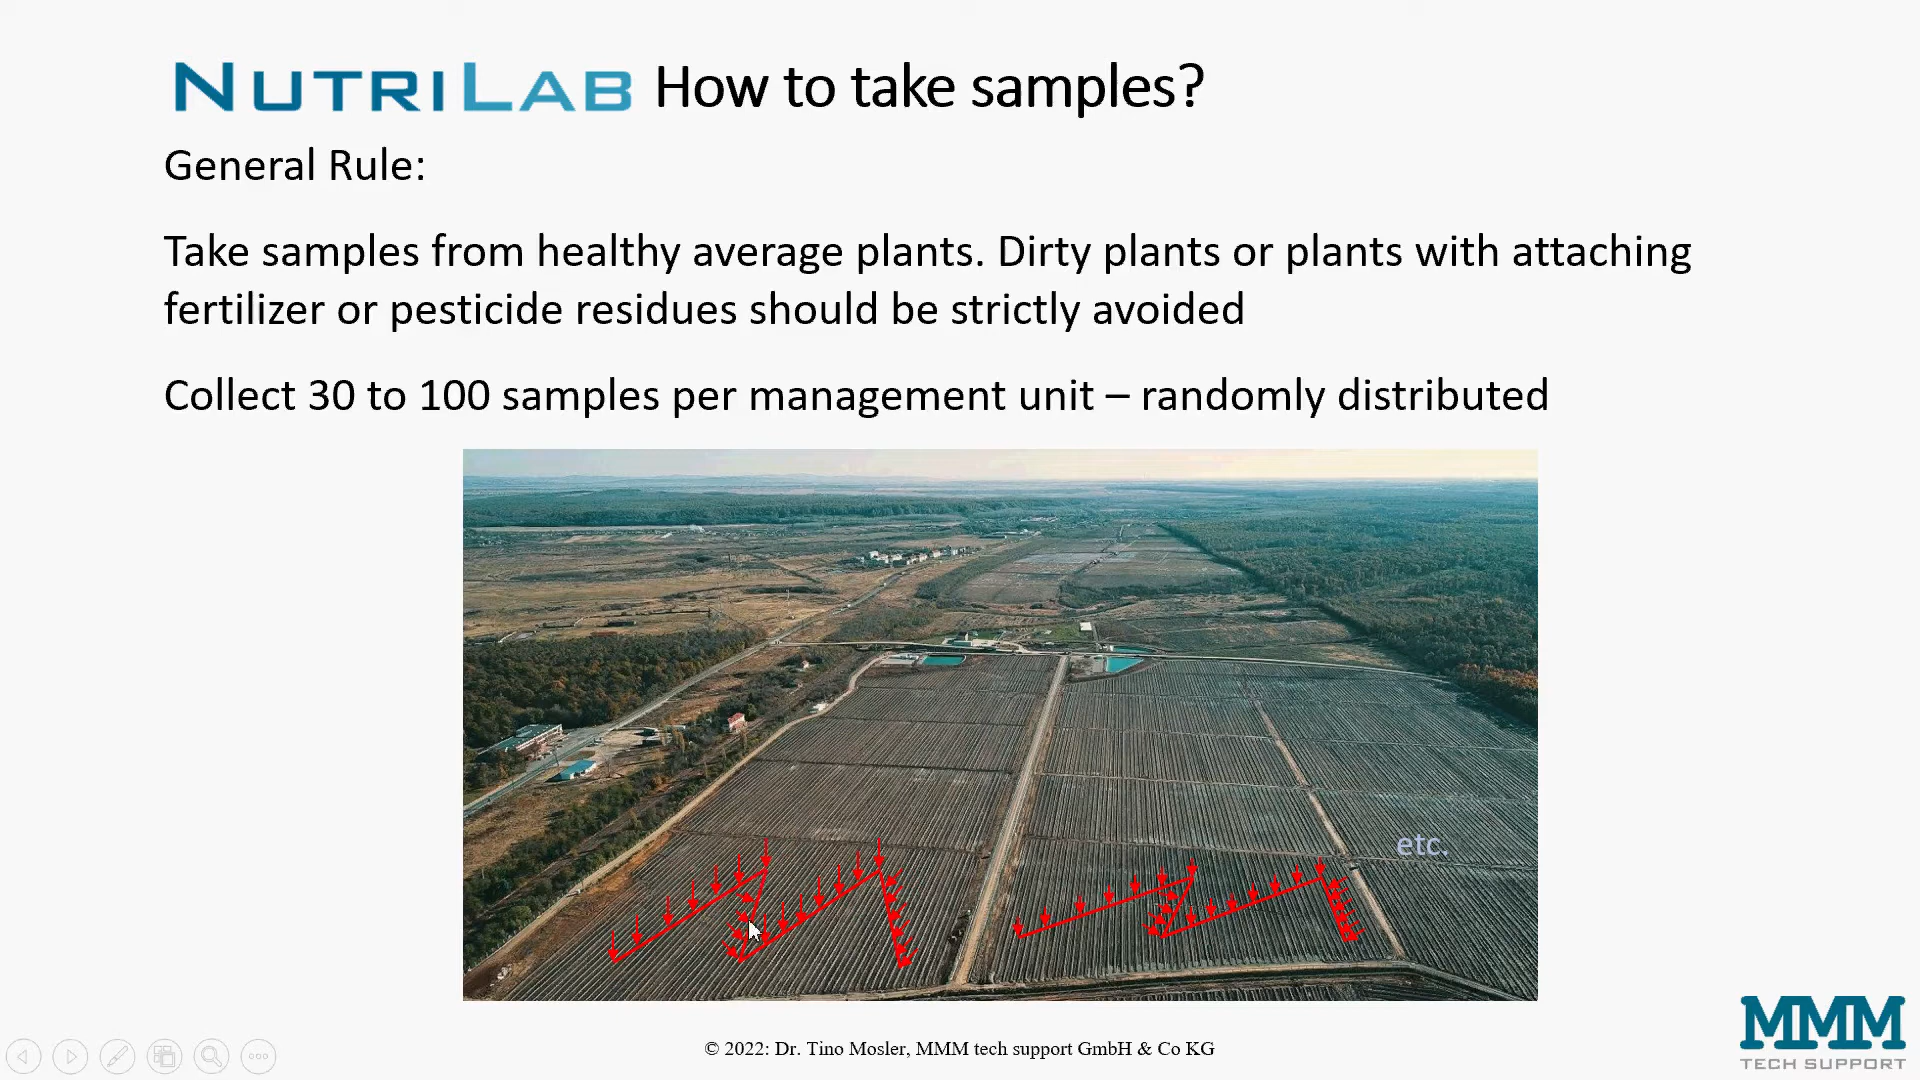 NUTRILAB How to take samples?
General Rule:
Take samples from healthy average plants. Dirty plants or plants with attaching
fertilizer or pesticide residues should be strictly avoided
Collect 30 to 100 samples per management unit – randomly distributed
etc.
© 2022: Dr. Tino Mosler, MMM tech support GmbH & Co KG
MMM
TECH SUPPORT